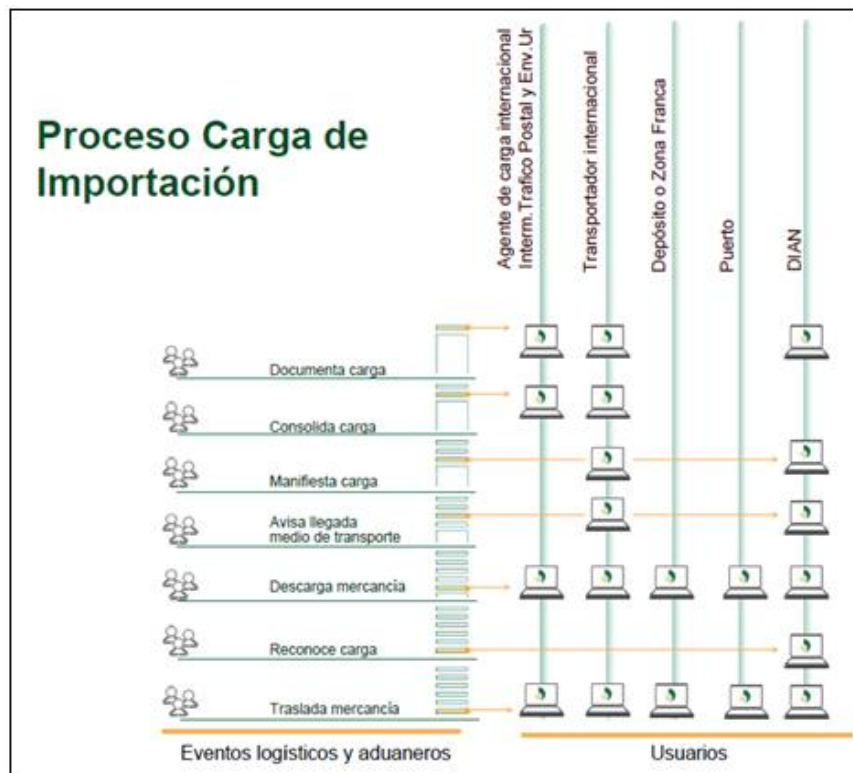 Proceso Carga de
Importación
Agente de carga internacional
Interm.Trafico Postal y Env.Ur
Transportador internacional
Depósito o Zona Franca
Puerto
DIAN
Documenta carga
Consolida carga
Manifiesta carga
Avisa llegada
medio de transporte
Descarga mercancía
Reconoce carga
Traslada mercancía
Eventos logísticos y aduaneros
Usuarios